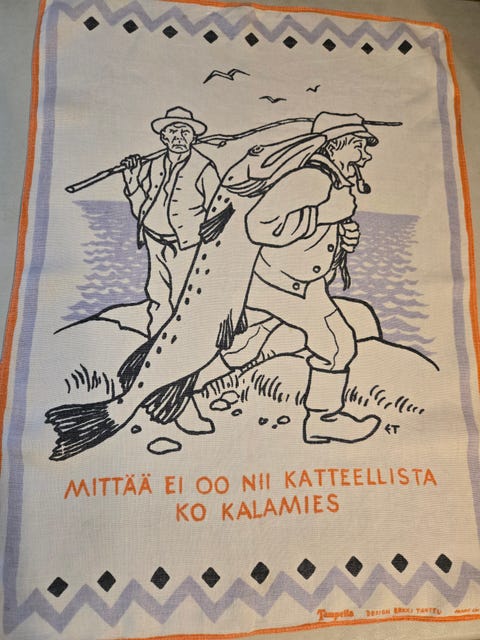 ET
MITTÄÄ EI OO NII KATTEELLISTA
KO KALAMIES
Tampella DESIGN ERKKI TANTTU